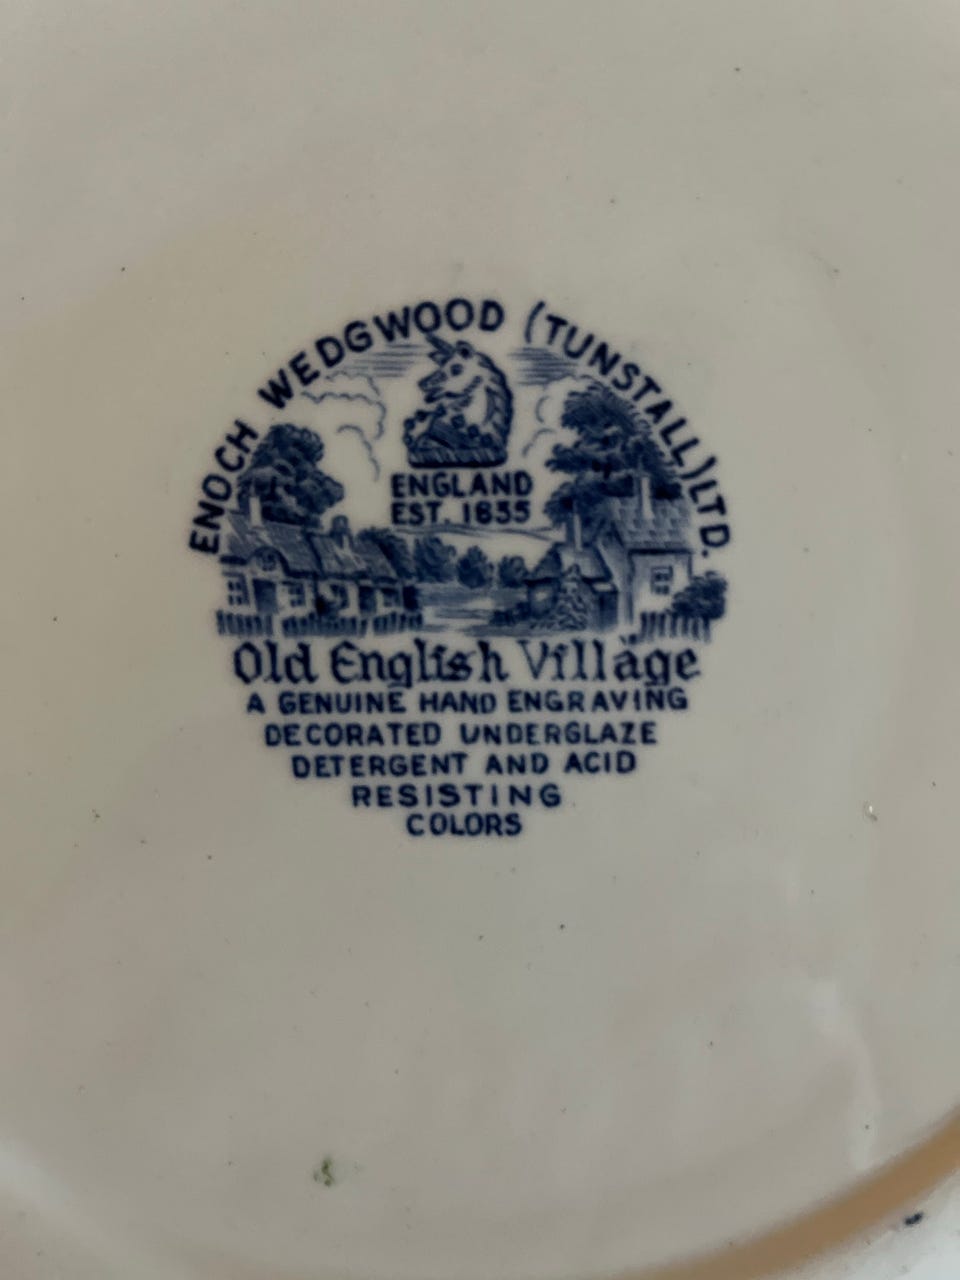 ENOCH WEDGWOOD (TUNSTALL) LTD.
ENGLAND
EST. 1835
Old English Village
A GENUINE HAND ENGRAVING
DECORATED UNDERGLAZE
DETERGENT AND ACID
RESISTING
COLORS